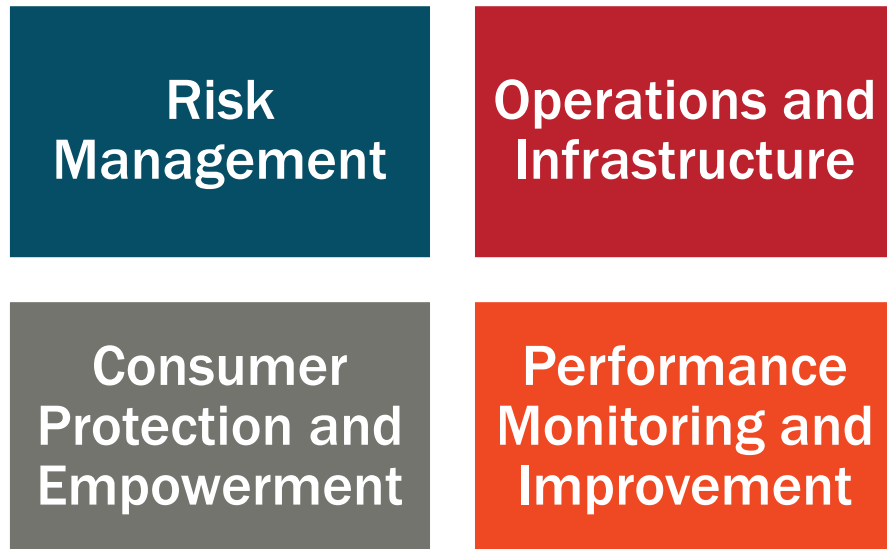 Risk
Management
Operations and
Infrastructure
Consumer
Protection and
Empowerment
Performance
Monitoring and
Improvement